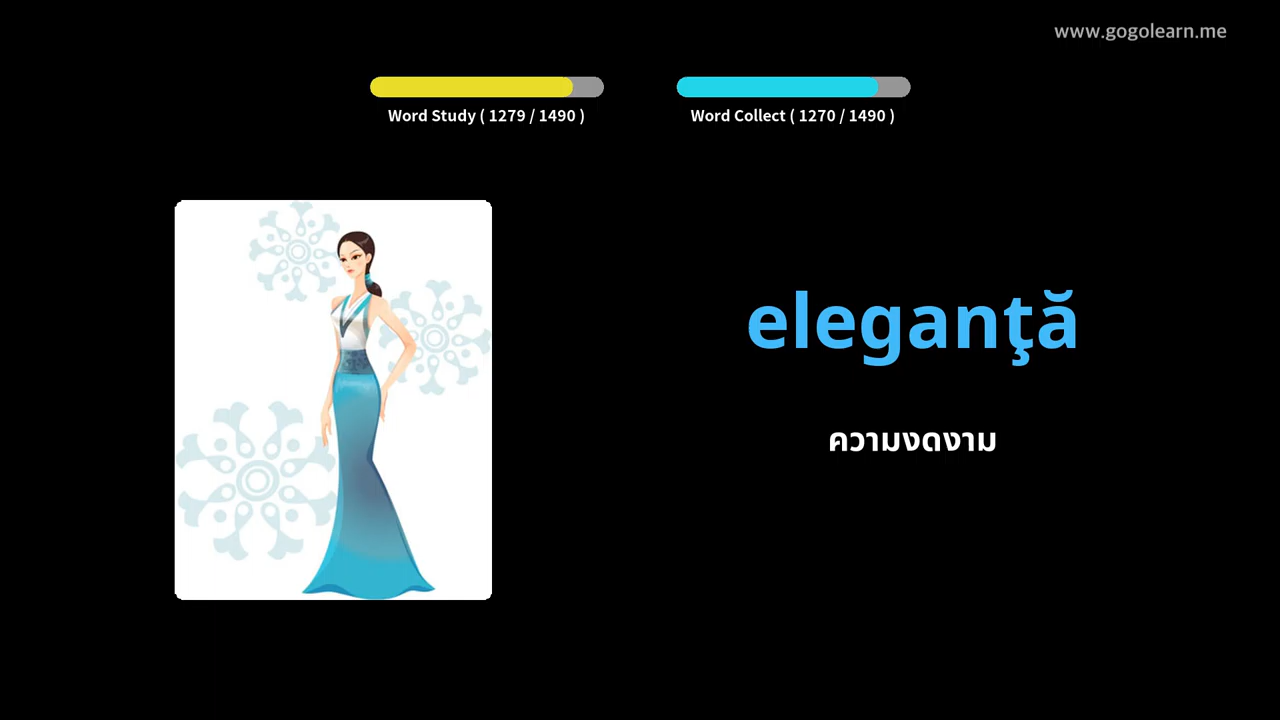 www.gogolearn.me
Word Study ( 1279 / 1490 )
Word Collect ( 1270 / 1490 )
eleganţă
ความงดงาม